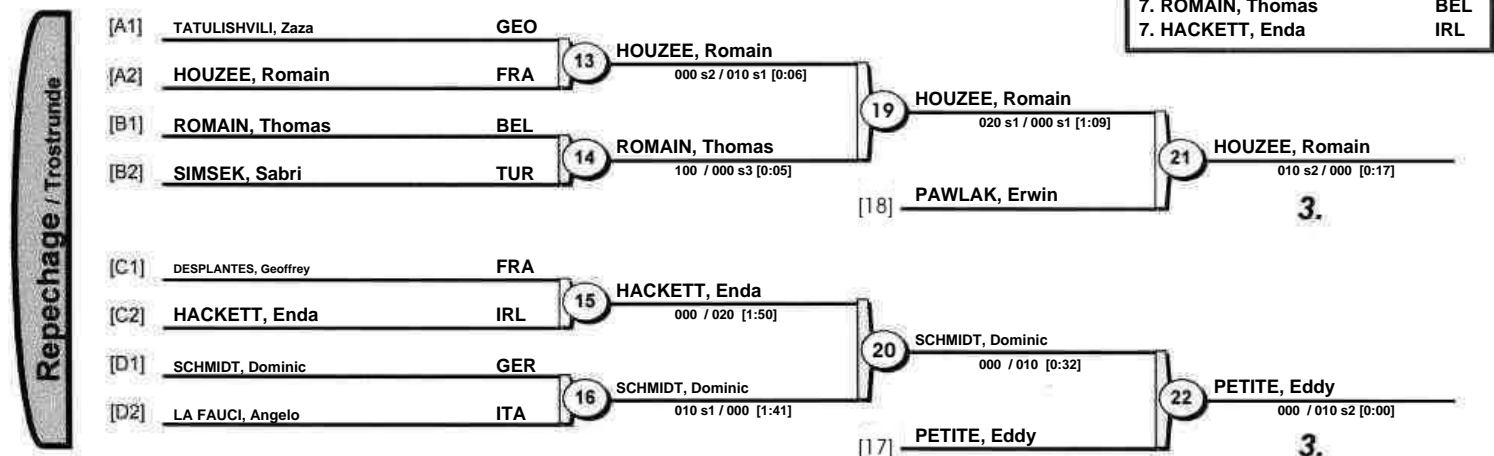 7. ROMAIN, Thomas BEL
7. HACKETT, Enda IRL
Repechage / Trostrunde
[A1] TATULISHVILI, Zaza GEO
[A2] HOUZEE, Romain FRA
13 HOUZEE, Romain
000 s2 / 010 s1 [0:06]
[B1] ROMAIN, Thomas BEL
[B2] SIMSEK, Sabri TUR
14 ROMAIN, Thomas
100 / 000 s3 [0:05]
19 HOUZEE, Romain
020 s1 / 000 s1 [1:09]
[18] PAWLAK, Erwin
21 HOUZEE, Romain
010 s2 / 000 [0:17]
3.
[C1] DESPLANTES, Geoffrey FRA
[C2] HACKETT, Enda IRL
15 HACKETT, Enda
000 / 020 [1:50]
[D1] SCHMIDT, Dominic GER
[D2] LA FAUCI, Angelo ITA
16 SCHMIDT, Dominic
010 s1 / 000 [1:41]
20 SCHMIDT, Dominic
000 / 010 [0:32]
[17] PETITE, Eddy
22 PETITE, Eddy
000 / 010 s2 [0:00]
3.